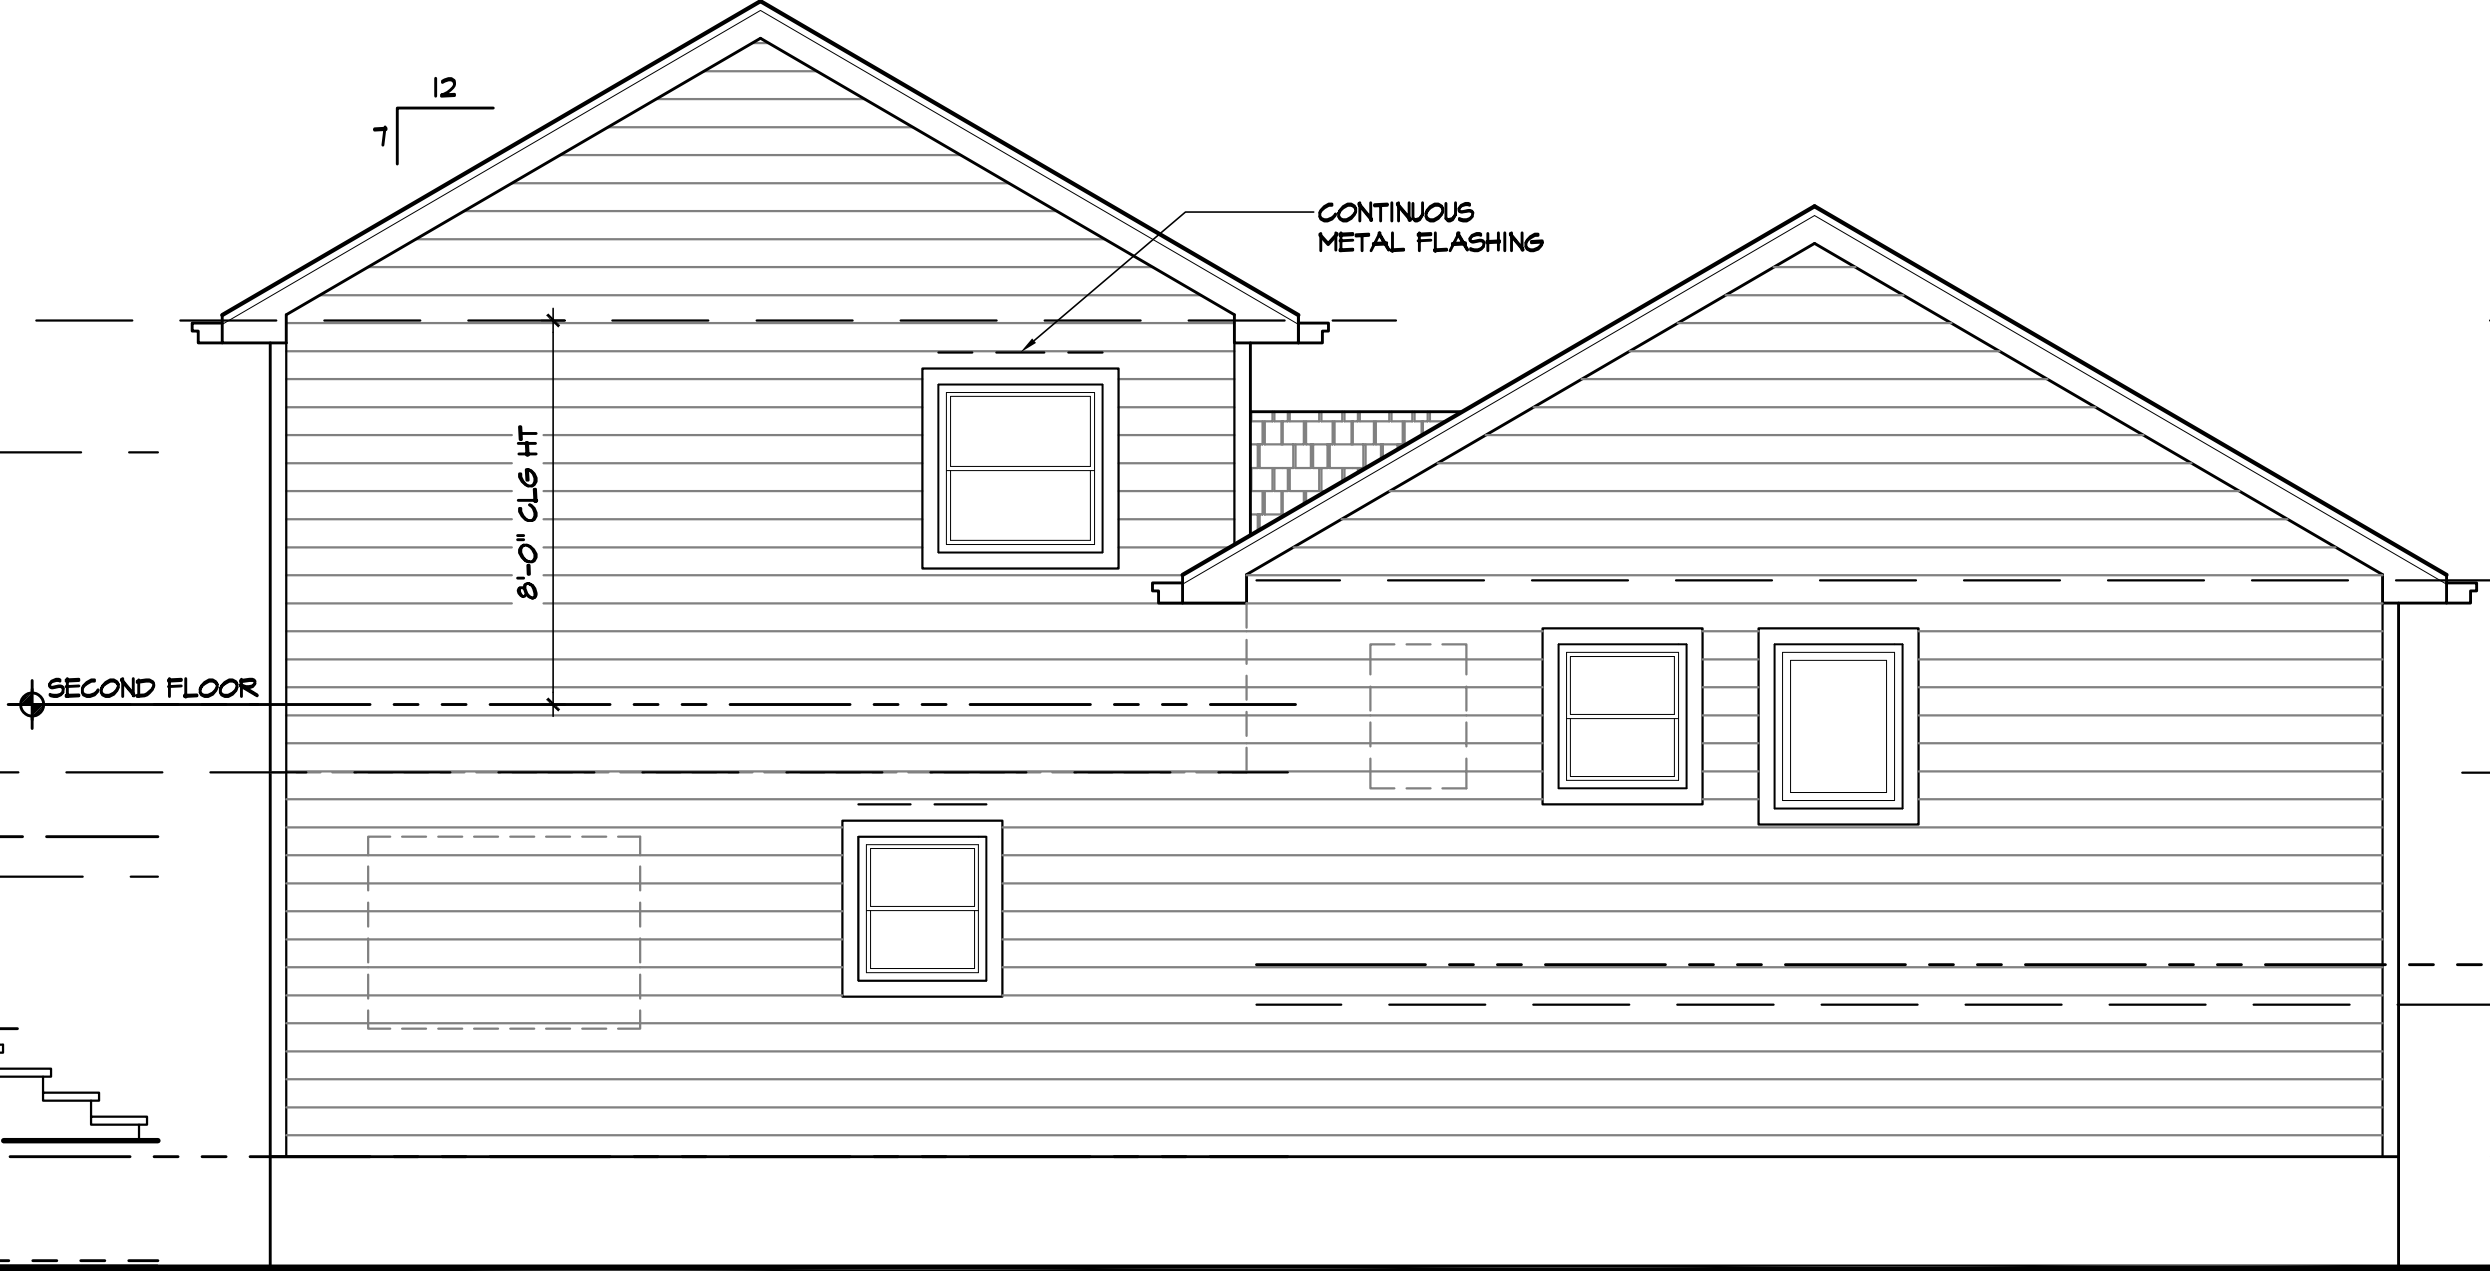 12
7
CONTINUOUS
METAL FLASHING
8'-0" CLG HT
SECOND FLOOR